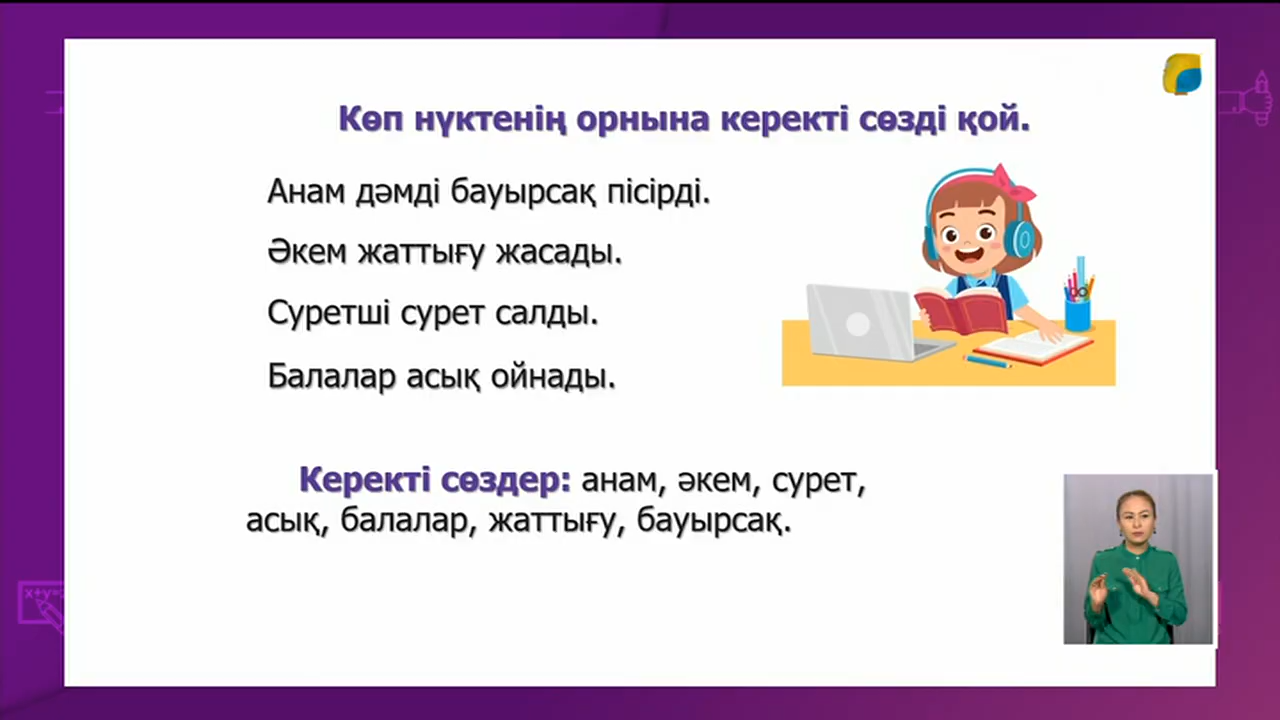 Көп нүктенің орнына керекті сөзді қой.
Анам дәмді бауырсақ пісірді.
Әкем жаттығу жасады.
Суретші сурет салды.
Балалар асық ойнады.
Керекті сөздер: анам, әкем, сурет,
асық, балалар, жаттығу, бауырсақ.
x+y=